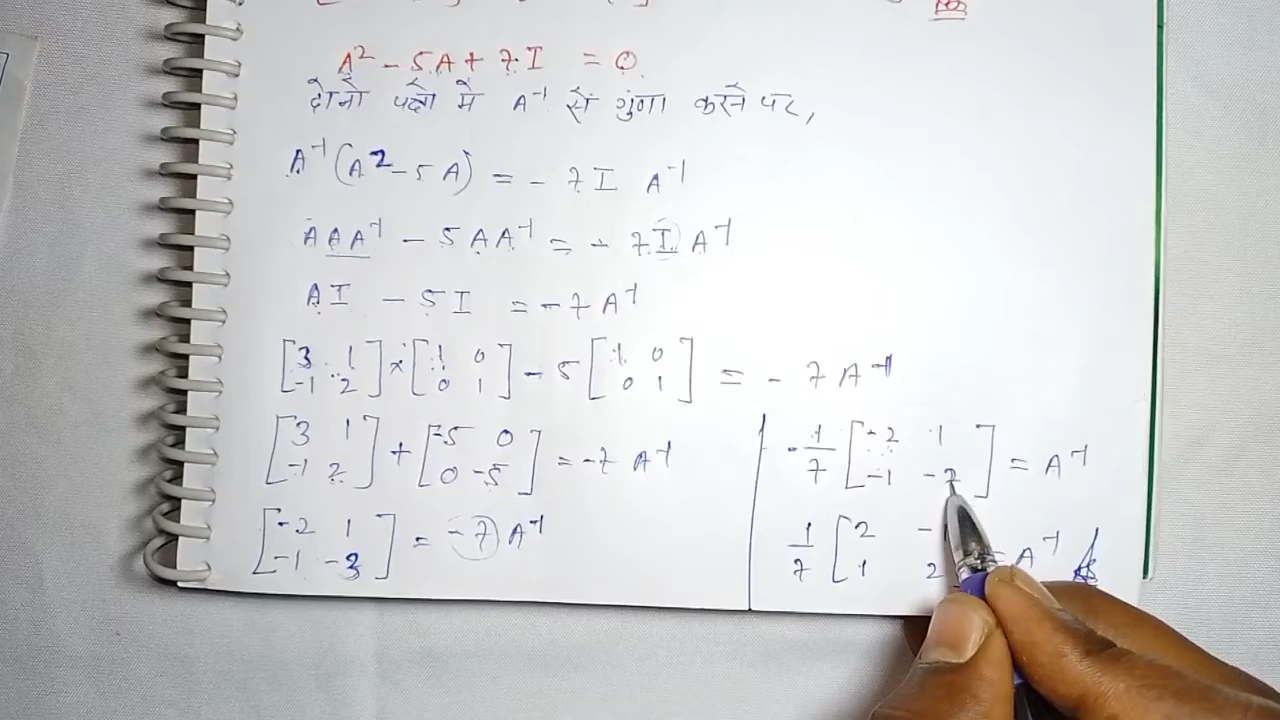 A² - 5A + 7I = 0
दोनो पक्षो मे A⁻¹ से गुंणा करने पर,
A⁻¹(A² - 5A) = - 7I A⁻¹
AAA⁻¹ - 5AA⁻¹ = - 7IA⁻¹
AI - 5I = -7A⁻¹
[3 1 × [1 0 - 5 [1 0 = - 7A⁻¹
-1 2] 0 1] 0 1]
[3 1 + [-5 0 = -7 A⁻¹
-1 2] 0 -5]
[-2 1 = -7A⁻¹
-1 -3]
-1/7 [-2 1 = A⁻¹
-1 -2]
1/7 [2 -
1 2 = A⁻¹